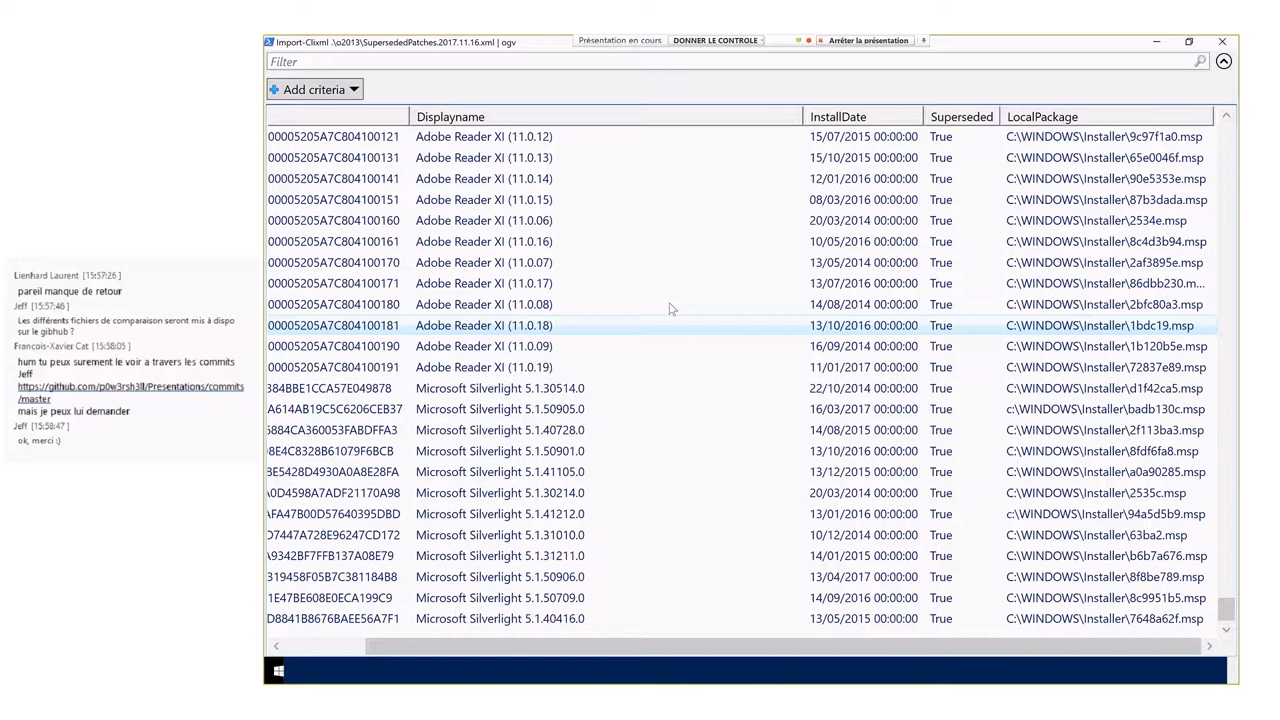 Import-Clixml .\o2013\SupersededPatches.2017.11.16.xml | ogv
Présentation en cours DONNER LE CONTROLE Arrêter la présentation
Filter
Add criteria
Displayname InstallDate Superseded LocalPackage
00005205A7C804100121 Adobe Reader XI (11.0.12) 15/07/2015 00:00:00 True C:\WINDOWS\Installer\9c97f1a0.msp
00005205A7C804100131 Adobe Reader XI (11.0.13) 15/10/2015 00:00:00 True C:\WINDOWS\Installer\65e0046f.msp
00005205A7C804100141 Adobe Reader XI (11.0.14) 12/01/2016 00:00:00 True C:\WINDOWS\Installer\90e5353e.msp
00005205A7C804100151 Adobe Reader XI (11.0.15) 08/03/2016 00:00:00 True C:\WINDOWS\Installer\87b3dada.msp
00005205A7C804100160 Adobe Reader XI (11.0.06) 20/03/2014 00:00:00 True C:\WINDOWS\Installer\2534e.msp
00005205A7C804100161 Adobe Reader XI (11.0.16) 10/05/2016 00:00:00 True C:\WINDOWS\Installer\8c4d3b94.msp
00005205A7C804100170 Adobe Reader XI (11.0.07) 13/05/2014 00:00:00 True C:\WINDOWS\Installer\2af3895e.msp
00005205A7C804100171 Adobe Reader XI (11.0.17) 13/07/2016 00:00:00 True C:\WINDOWS\Installer\86dbb230.m...
00005205A7C804100180 Adobe Reader XI (11.0.08) 14/08/2014 00:00:00 True C:\WINDOWS\Installer\2bfc80a3.msp
00005205A7C804100181 Adobe Reader XI (11.0.18) 13/10/2016 00:00:00 True C:\WINDOWS\Installer\1bdc19.msp
00005205A7C804100190 Adobe Reader XI (11.0.09) 16/09/2014 00:00:00 True C:\WINDOWS\Installer\1b120b5e.msp
00005205A7C804100191 Adobe Reader XI (11.0.19) 11/01/2017 00:00:00 True C:\WINDOWS\Installer\72837e89.msp
384BBE1CCA57E049878 Microsoft Silverlight 5.1.30514.0 22/10/2014 00:00:00 True C:\WINDOWS\Installer\d1f42ca5.msp
A614AB19C5C6206CEB37 Microsoft Silverlight 5.1.50905.0 16/03/2017 00:00:00 True c:\WINDOWS\Installer\badb130c.msp
6884CA360053FABDFFA3 Microsoft Silverlight 5.1.40728.0 14/08/2015 00:00:00 True C:\WINDOWS\Installer\2f113ba3.msp
98E4C8328B61079F6BCB Microsoft Silverlight 5.1.50901.0 13/10/2016 00:00:00 True C:\WINDOWS\Installer\8fdf6fa8.msp
8E5428D4930A0A8E28FA Microsoft Silverlight 5.1.41105.0 13/12/2015 00:00:00 True C:\WINDOWS\Installer\a0a90285.msp
A0D4598A7ADF21170A98 Microsoft Silverlight 5.1.30214.0 20/03/2014 00:00:00 True C:\WINDOWS\Installer\2535c.msp
AFA47B00D57640395DBD Microsoft Silverlight 5.1.41212.0 13/01/2016 00:00:00 True c:\WINDOWS\Installer\94a5d5b9.msp
D7447A728E96247CD172 Microsoft Silverlight 5.1.31010.0 10/12/2014 00:00:00 True C:\WINDOWS\Installer\63ba2.msp
A9342BF7FFB137A08E79 Microsoft Silverlight 5.1.31211.0 14/01/2015 00:00:00 True C:\WINDOWS\Installer\b6b7a676.msp
319458F05B7C381184B8 Microsoft Silverlight 5.1.50906.0 13/04/2017 00:00:00 True C:\WINDOWS\Installer\8f8be789.msp
1E47BE608E0ECA199C9 Microsoft Silverlight 5.1.50709.0 14/09/2016 00:00:00 True C:\WINDOWS\Installer\8c9951b5.msp
D8841B8676BAEE56A7F1 Microsoft Silverlight 5.1.40416.0 13/05/2015 00:00:00 True C:\WINDOWS\Installer\7648a62f.msp
Lienhard Laurent [15:57:26]
pareil manque de retour
Jeff [15:57:46]
Les différents fichiers de comparaison seront mis à dispo
sur le gibhub ?
Francois-Xavier Cat [15:58:05]
hum tu peux surement le voir a travers les commits
Jeff
https://github.com/p0w3rsh3ll/Presentations/commits
/master
mais je peux lui demander
Jeff [15:58:47]
ok, merci :)